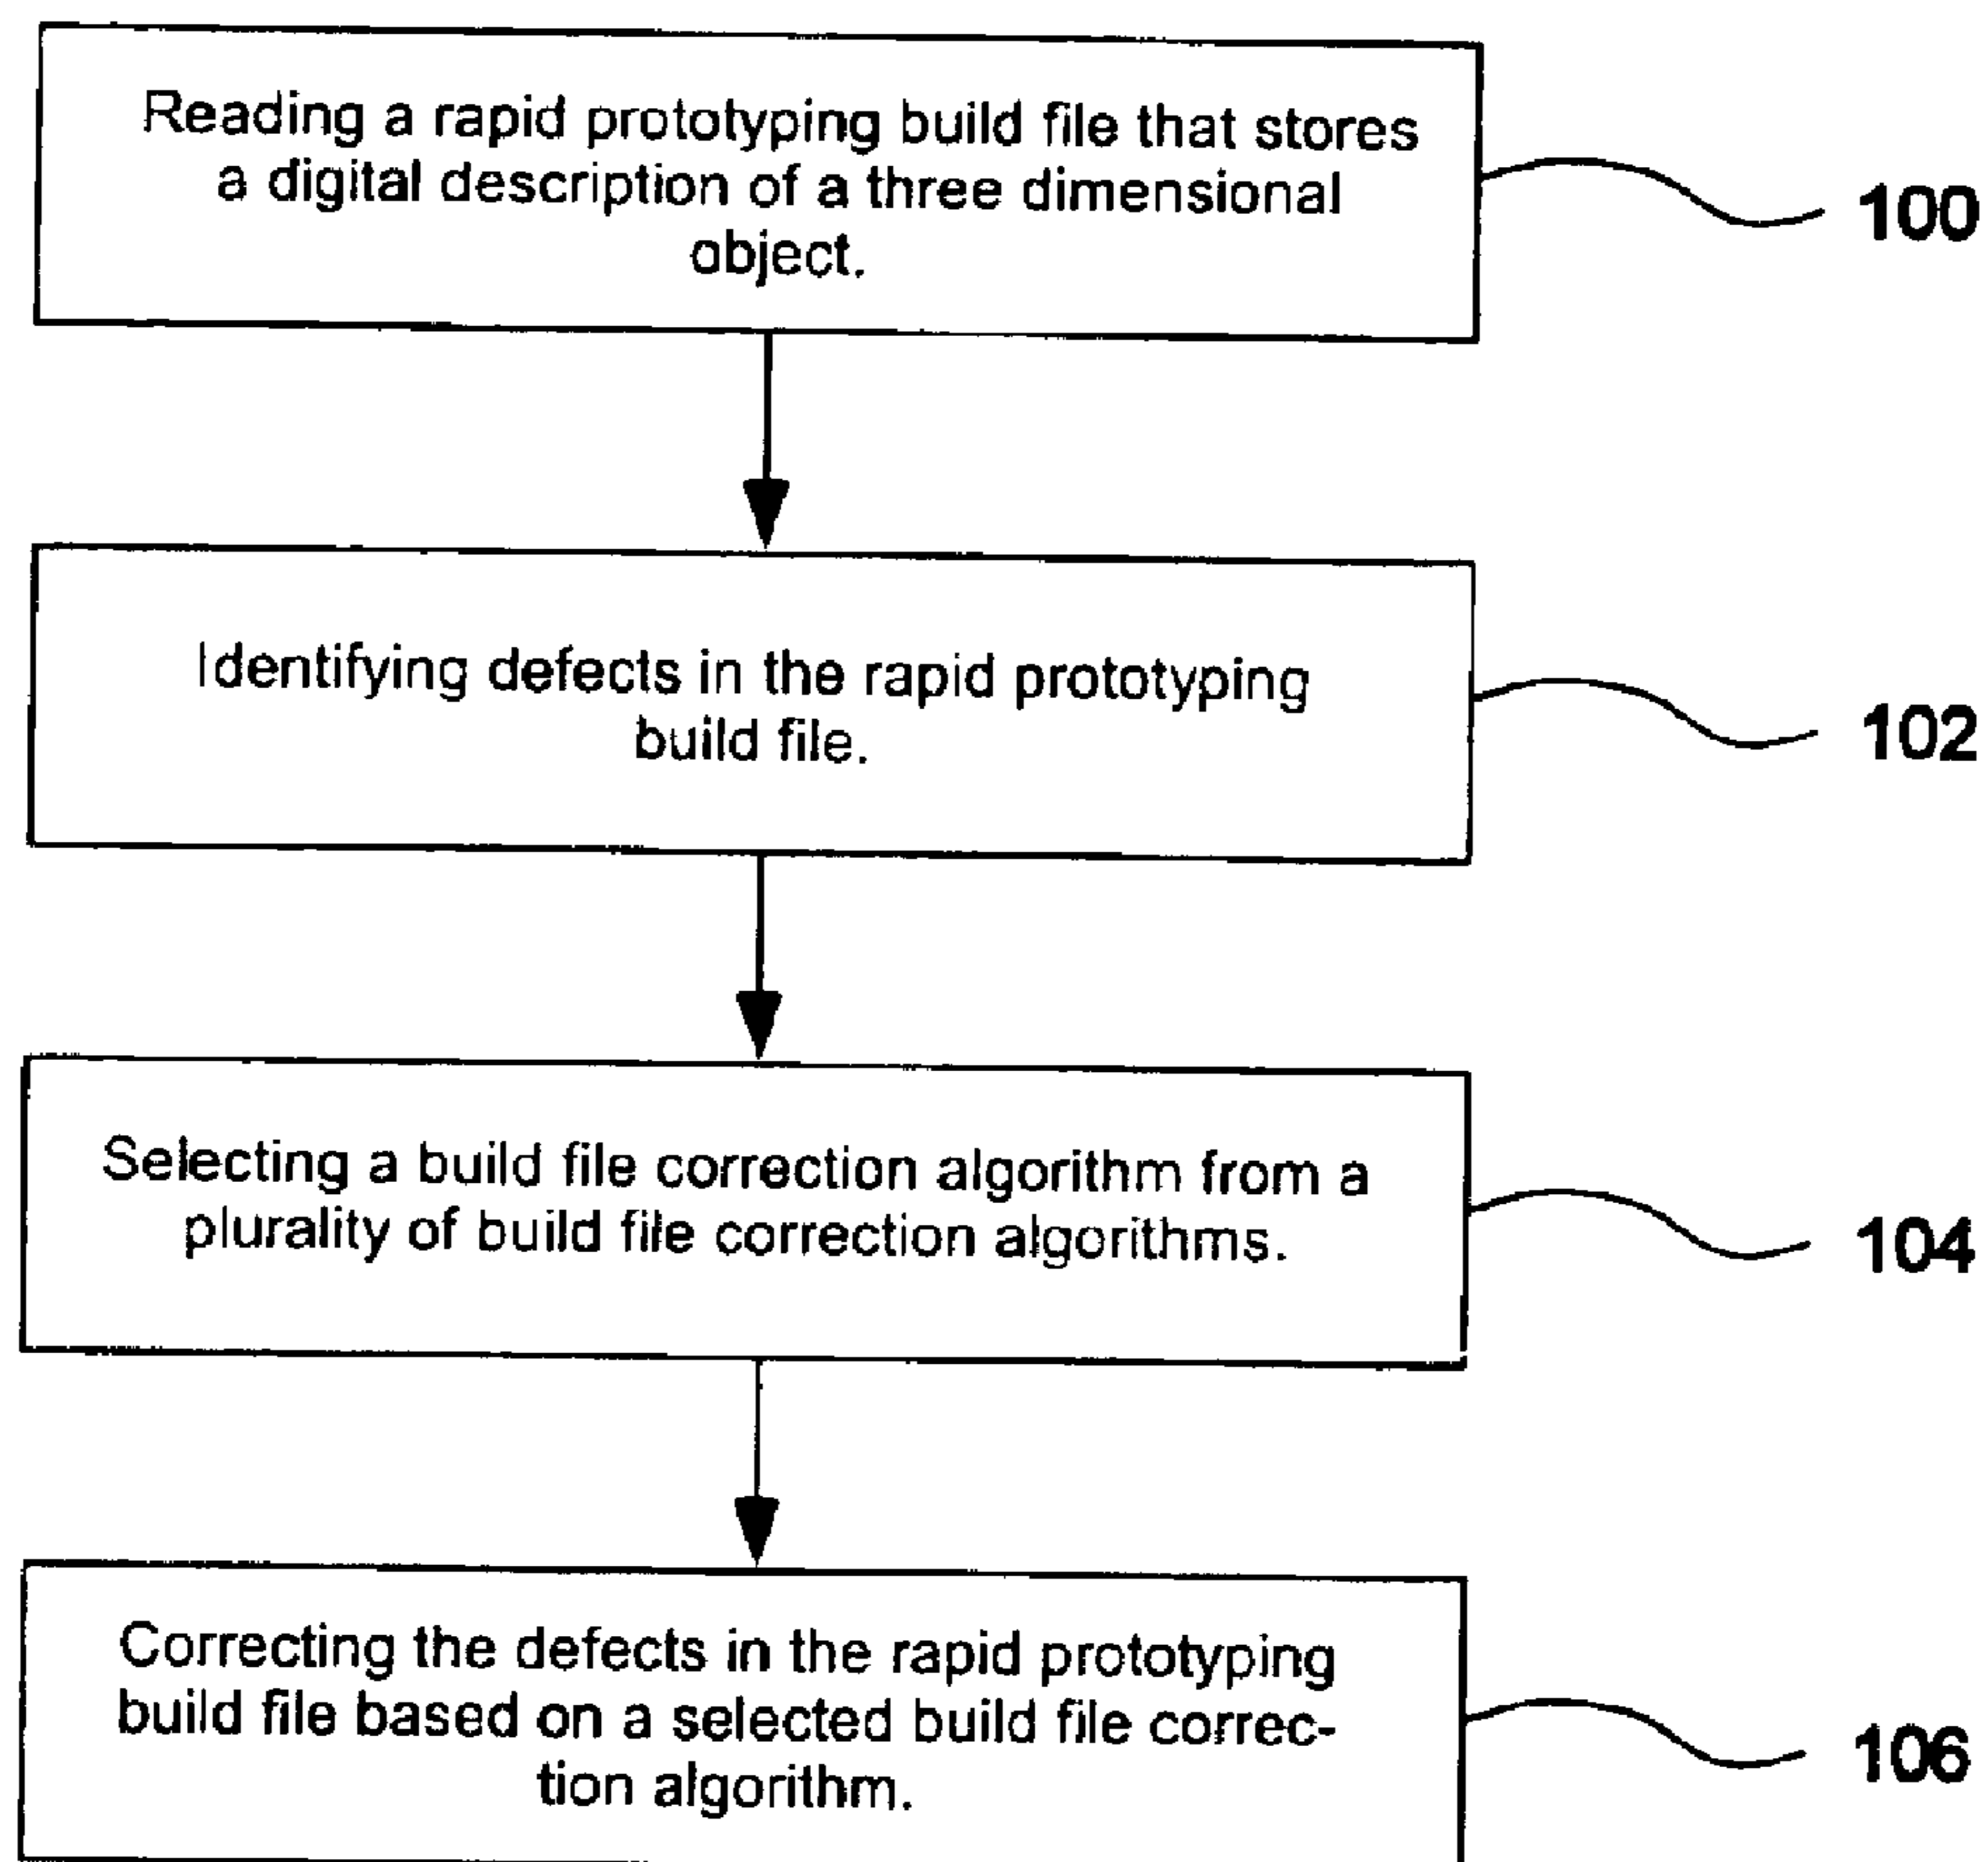 Reading a rapid prototyping build file that stores
a digital description of a three dimensional
object.
100
Identifying defects in the rapid prototyping
build file.
102
Selecting a build file correction algorithm from a
plurality of build file correction algorithms.
104
Correcting the defects in the rapid prototyping
build file based on a selected build file correc-
tion algorithm.
106